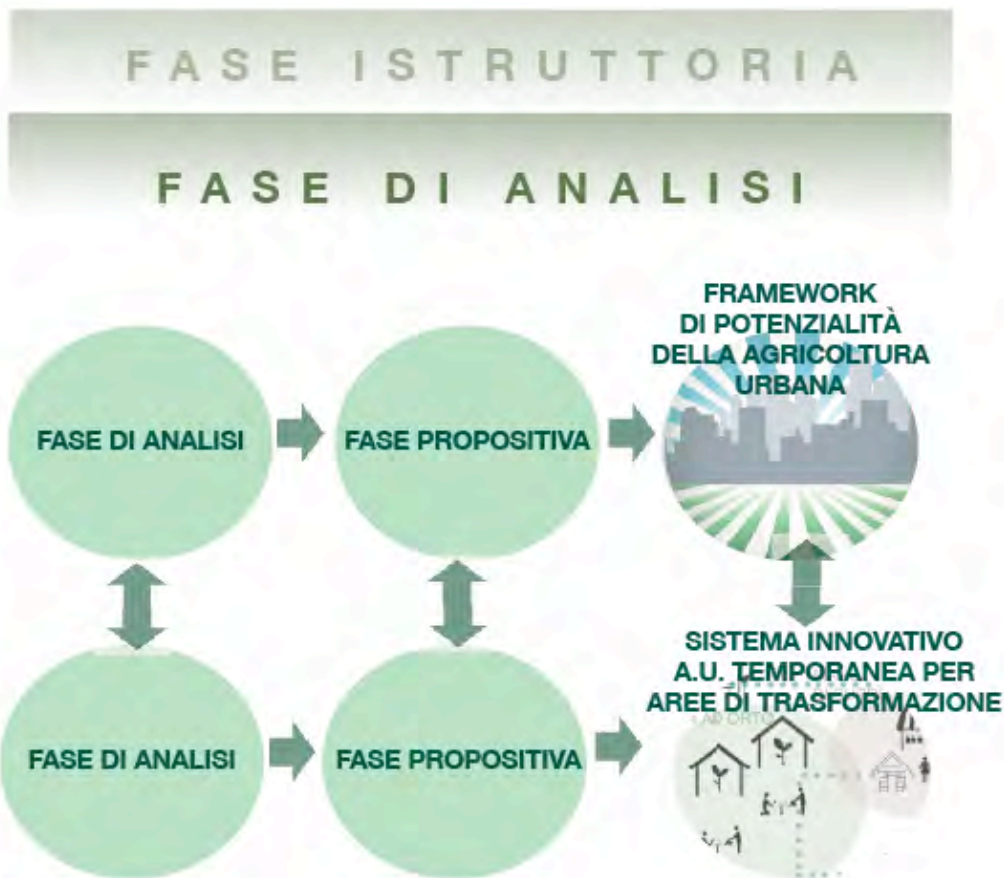 FASE ISTRUTTORIA
FASE DI ANALISI
FRAMEWORK
DI POTENZIALITÀ
DELLA AGRICOLTURA
URBANA
FASE DI ANALISI
FASE PROPOSITIVA
SISTEMA INNOVATIVO
A.U. TEMPORANEA PER
AREE DI TRASFORMAZIONE
ORTO
FASE DI ANALISI
FASE PROPOSITIVA